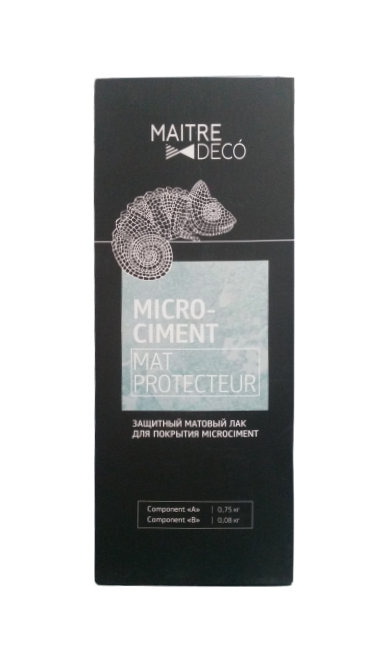 MAITRE
DECÓ
MICRO-
CIMENT
MAT
PROTECTEUR
ЗАЩИТНЫЙ МАТОВЫЙ ЛАК
ДЛЯ ПОКРЫТИЯ MICROCIMENT
Component «A» | 0,75 кг
Component «B» | 0,08 кг